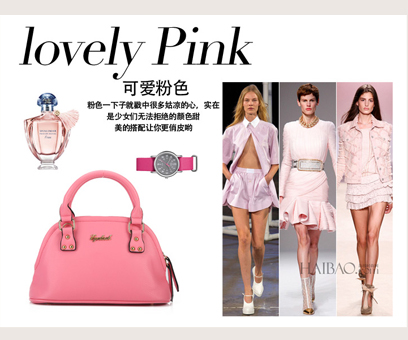 lovely Pink
可爱粉色
粉色一下子就戳中很多姑凉的心，实在
是少女们无法拒绝的颜色甜
美的搭配让你更俏皮哟
HAIBAO